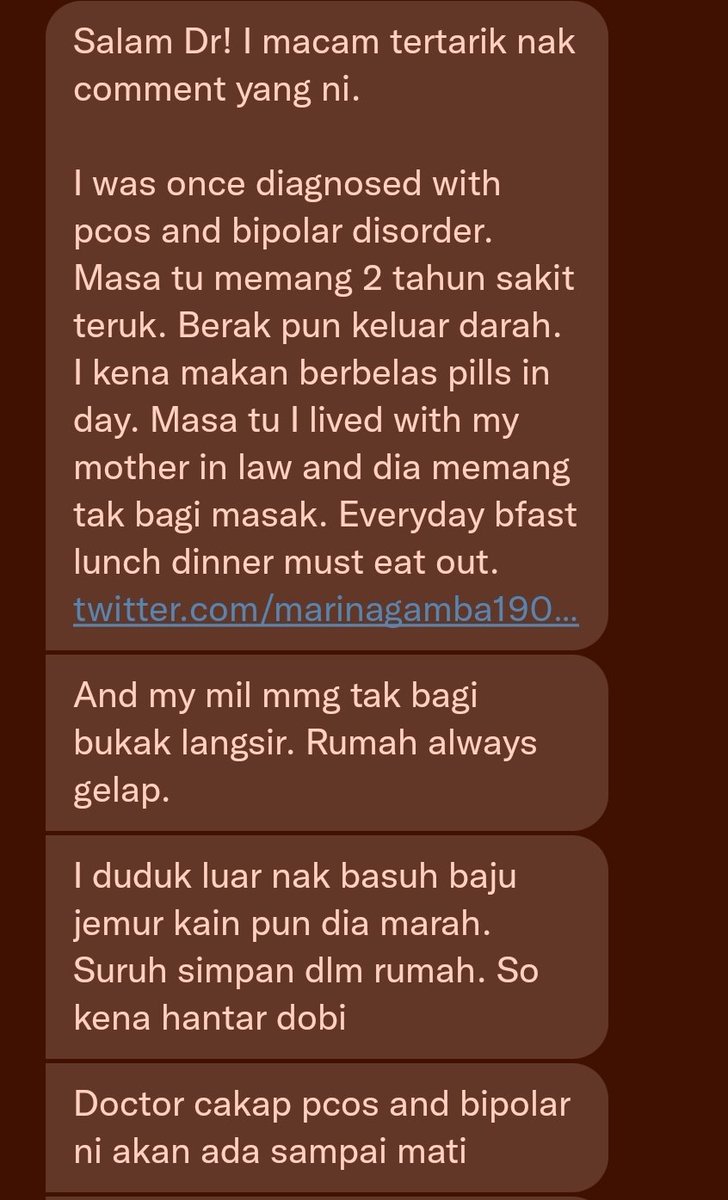 Salam Dr! I macam tertarik nak
comment yang ni.
I was once diagnosed with
pcos and bipolar disorder.
Masa tu memang 2 tahun sakit
teruk. Berak pun keluar darah.
I kena makan berbelas pills in
day. Masa tu I lived with my
mother in law and dia memang
tak bagi masak. Everyday bfast
lunch dinner must eat out.
twitter.com/marinagamba190...
And my mil mmg tak bagi
bukak langsir. Rumah always
gelap.
I duduk luar nak basuh baju
jemur kain pun dia marah.
Suruh simpan dlm rumah. So
kena hantar dobi
Doctor cakap pcos and bipolar
ni akan ada sampai mati